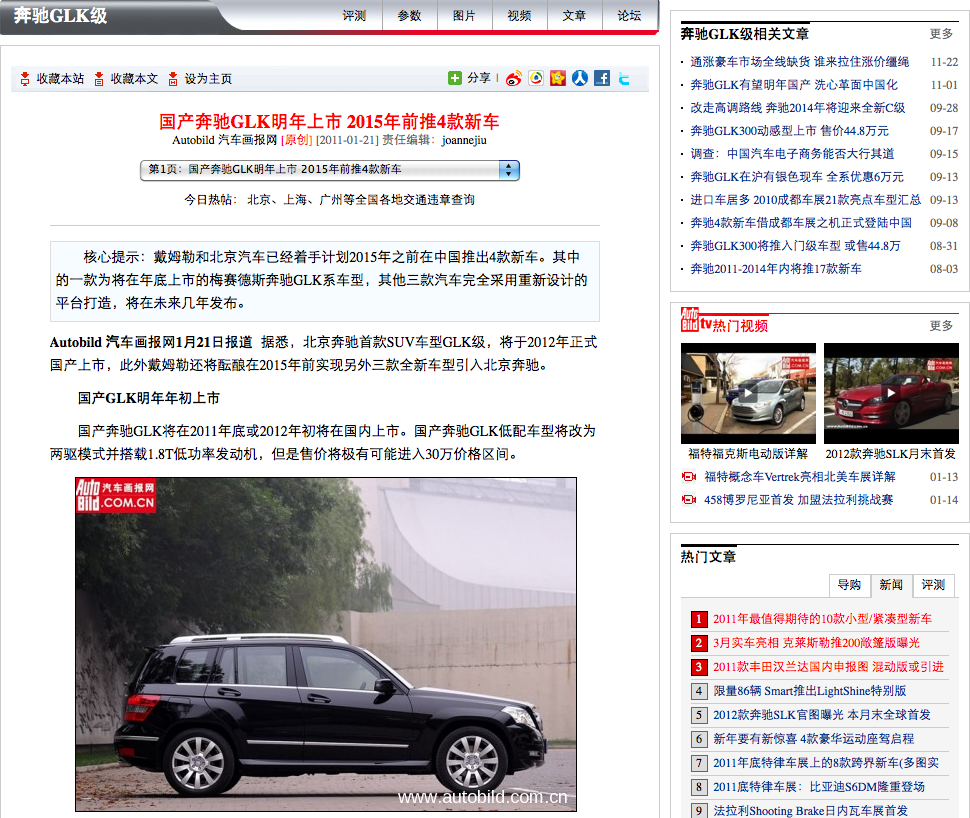 奔驰GLK级
评测 参数 图片 视频 文章 论坛
收藏本站 收藏本文 设为主页 分享
国产奔驰GLK明年上市 2015年前推4款新车
Autobild 汽车画报网 [原创] [2011-01-21] 责任编辑：joannejiu
第1页：国产奔驰GLK明年上市 2015年前推4款新车
今日热帖： 北京、上海、广州等全国各地交通违章查询
核心提示：戴姆勒和北京汽车已经着手计划2015年之前在中国推出4款新车。其中
的一款为将在年底上市的梅赛德斯奔驰GLK系车型，其他三款汽车完全采用重新设计的
平台打造，将在未来几年发布。
Autobild 汽车画报网1月21日报道 据悉，北京奔驰首款SUV车型GLK级，将于2012年正式
国产上市，此外戴姆勒还将酝酿在2015年前实现另外三款全新车型引入北京奔驰。
国产GLK明年年初上市
国产奔驰GLK将在2011年底或2012年初将在国内上市。国产奔驰GLK低配车型将改为
两驱模式并搭载1.8T低功率发动机，但是售价将极有可能进入30万价格区间。
Auto 汽车画报网
Bild .COM.CN
www.autobild.com.cn
奔驰GLK级相关文章 更多
· 通涨豪车市场全线缺货 谁来拉住涨价缰绳 11-22
· 奔驰GLK有望明年国产 洗心革面中国化 11-01
· 改走高调路线 奔驰2014年将迎来全新C级 09-28
· 奔驰GLK300动感型上市 售价44.8万元 09-17
· 调查：中国汽车电子商务能否大行其道 09-15
· 奔驰GLK在沪有银色现车 全系优惠6万元 09-13
· 进口车居多 2010成都车展21款亮点车型汇总 09-13
· 奔驰4款新车借成都车展之机正式登陆中国 09-08
· 奔驰GLK300将推入门级车型 或售44.8万 08-31
· 奔驰2011-2014年内将推17款新车 08-03
Auto Bild tv热门视频 更多
福特福克斯电动版详解 2012款奔驰SLK月末首发
福特概念车Vertrek亮相北美车展详解 01-13
458博罗尼亚首发 加盟法拉利挑战赛 01-14
热门文章
导购 新闻 评测
1 2011年最值得期待的10款小型/紧凑型新车
2 3月实车亮相 克莱斯勒推200敞篷版曝光
3 2011款丰田汉兰达国内申报图 混动版或引进
4 限量86辆 Smart推出LightShine特别版
5 2012款奔驰SLK官图曝光 本月末全球首发
6 新年要有新惊喜 4款豪华运动座驾启程
7 2011年底特律车展上的8款跨界新车(多图实
8 2011底特律车展：比亚迪S6DM隆重登场
9 法拉利Shooting Brake日内瓦车展首发